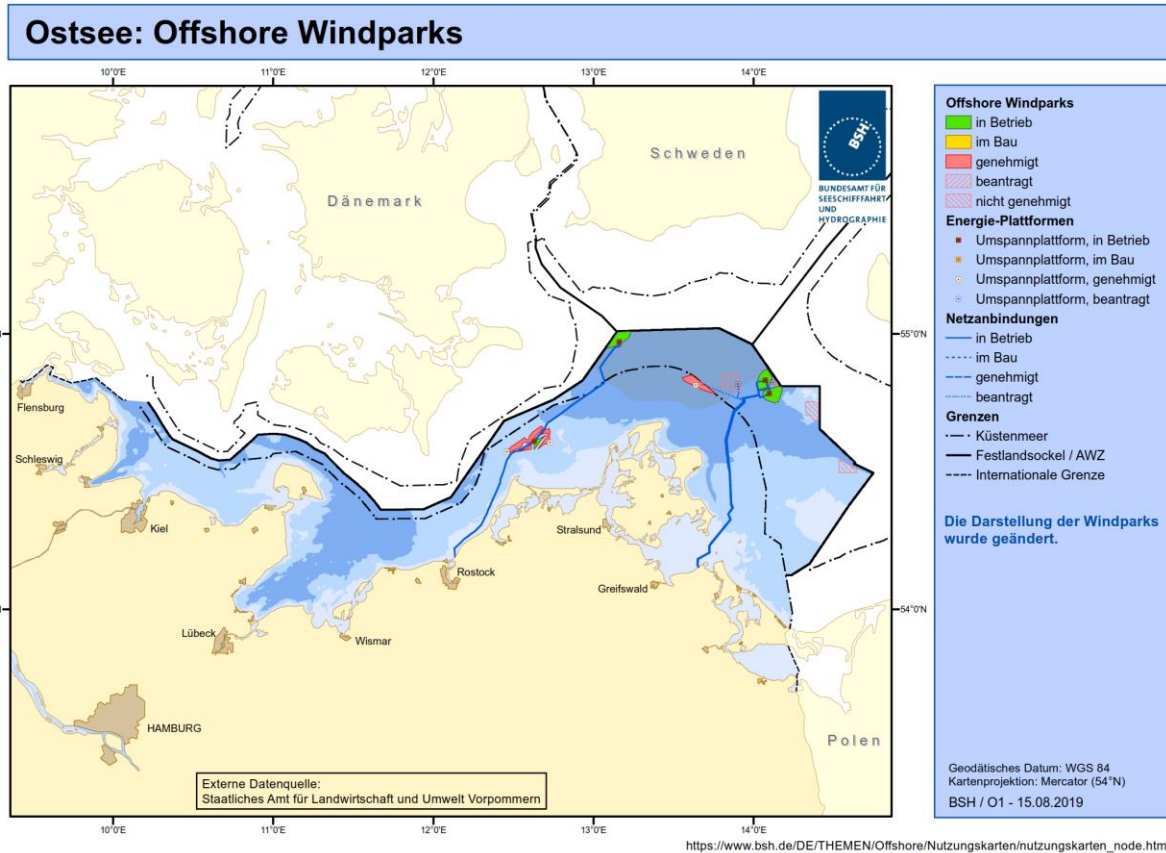 Ostsee: Offshore Windparks
10°0'E
11°0'E
12°0'E
13°0'E
14°0'E
BSH
BUNDESAMT FÜR
SEESCHIFFFAHRT
UND
HYDROGRAPHIE
Schweden
Dänemark
55°0'N
Flensburg
Schleswig
Kiel
Stralsund
Rostock
Greifswald
54°0'N
Lübeck
Wismar
HAMBURG
Polen
Externe Datenquelle:
Staatliches Amt für Landwirtschaft und Umwelt Vorpommern
10°0'E
11°0'E
12°0'E
13°0'E
14°0'E
Offshore Windparks
in Betrieb
im Bau
genehmigt
beantragt
nicht genehmigt
Energie-Plattformen
Umspannplattform, in Betrieb
Umspannplattform, im Bau
Umspannplattform, genehmigt
Umspannplattform, beantragt
Netzanbindungen
in Betrieb
im Bau
genehmigt
beantragt
Grenzen
Küstenmeer
Festlandsockel / AWZ
Internationale Grenze
Die Darstellung der Windparks
wurde geändert.
Geodätisches Datum: WGS 84
Kartenprojektion: Mercator (54°N)
BSH / O1 - 15.08.2019
https://www.bsh.de/DE/THEMEN/Offshore/Nutzungskarten/nutzungskarten_node.htm